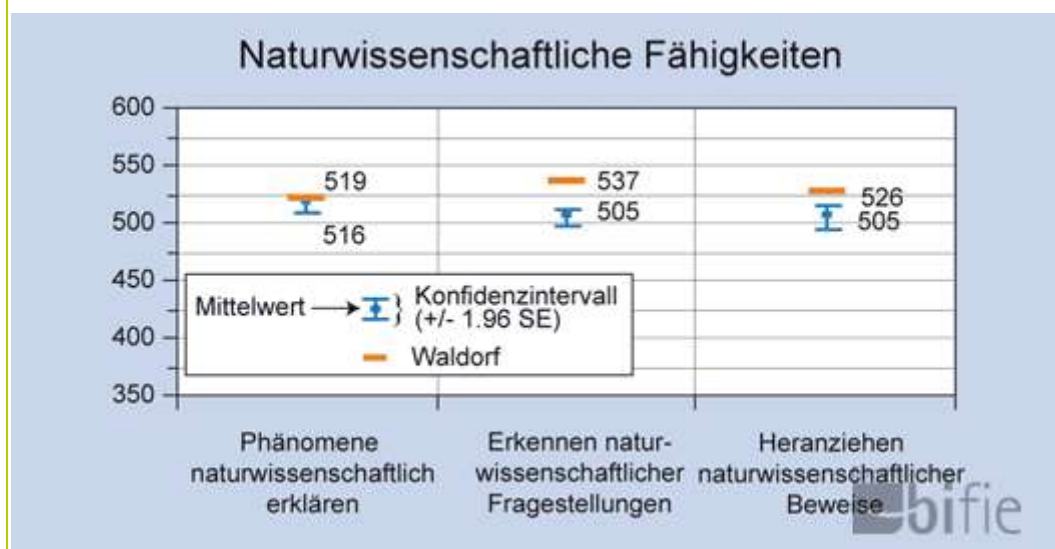 Naturwissenschaftliche Fähigkeiten
600
550
500
450
400
350
519
516
537
505
526
505
Mittelwert
Konfidenzintervall
(+/- 1.96 SE)
Waldorf
Phänomene
naturwissenschaftlich
erklären
Erkennen natur-
wissenschaftlicher
Fragestellungen
Heranziehen
naturwissenschaftlicher
Beweise
bifie